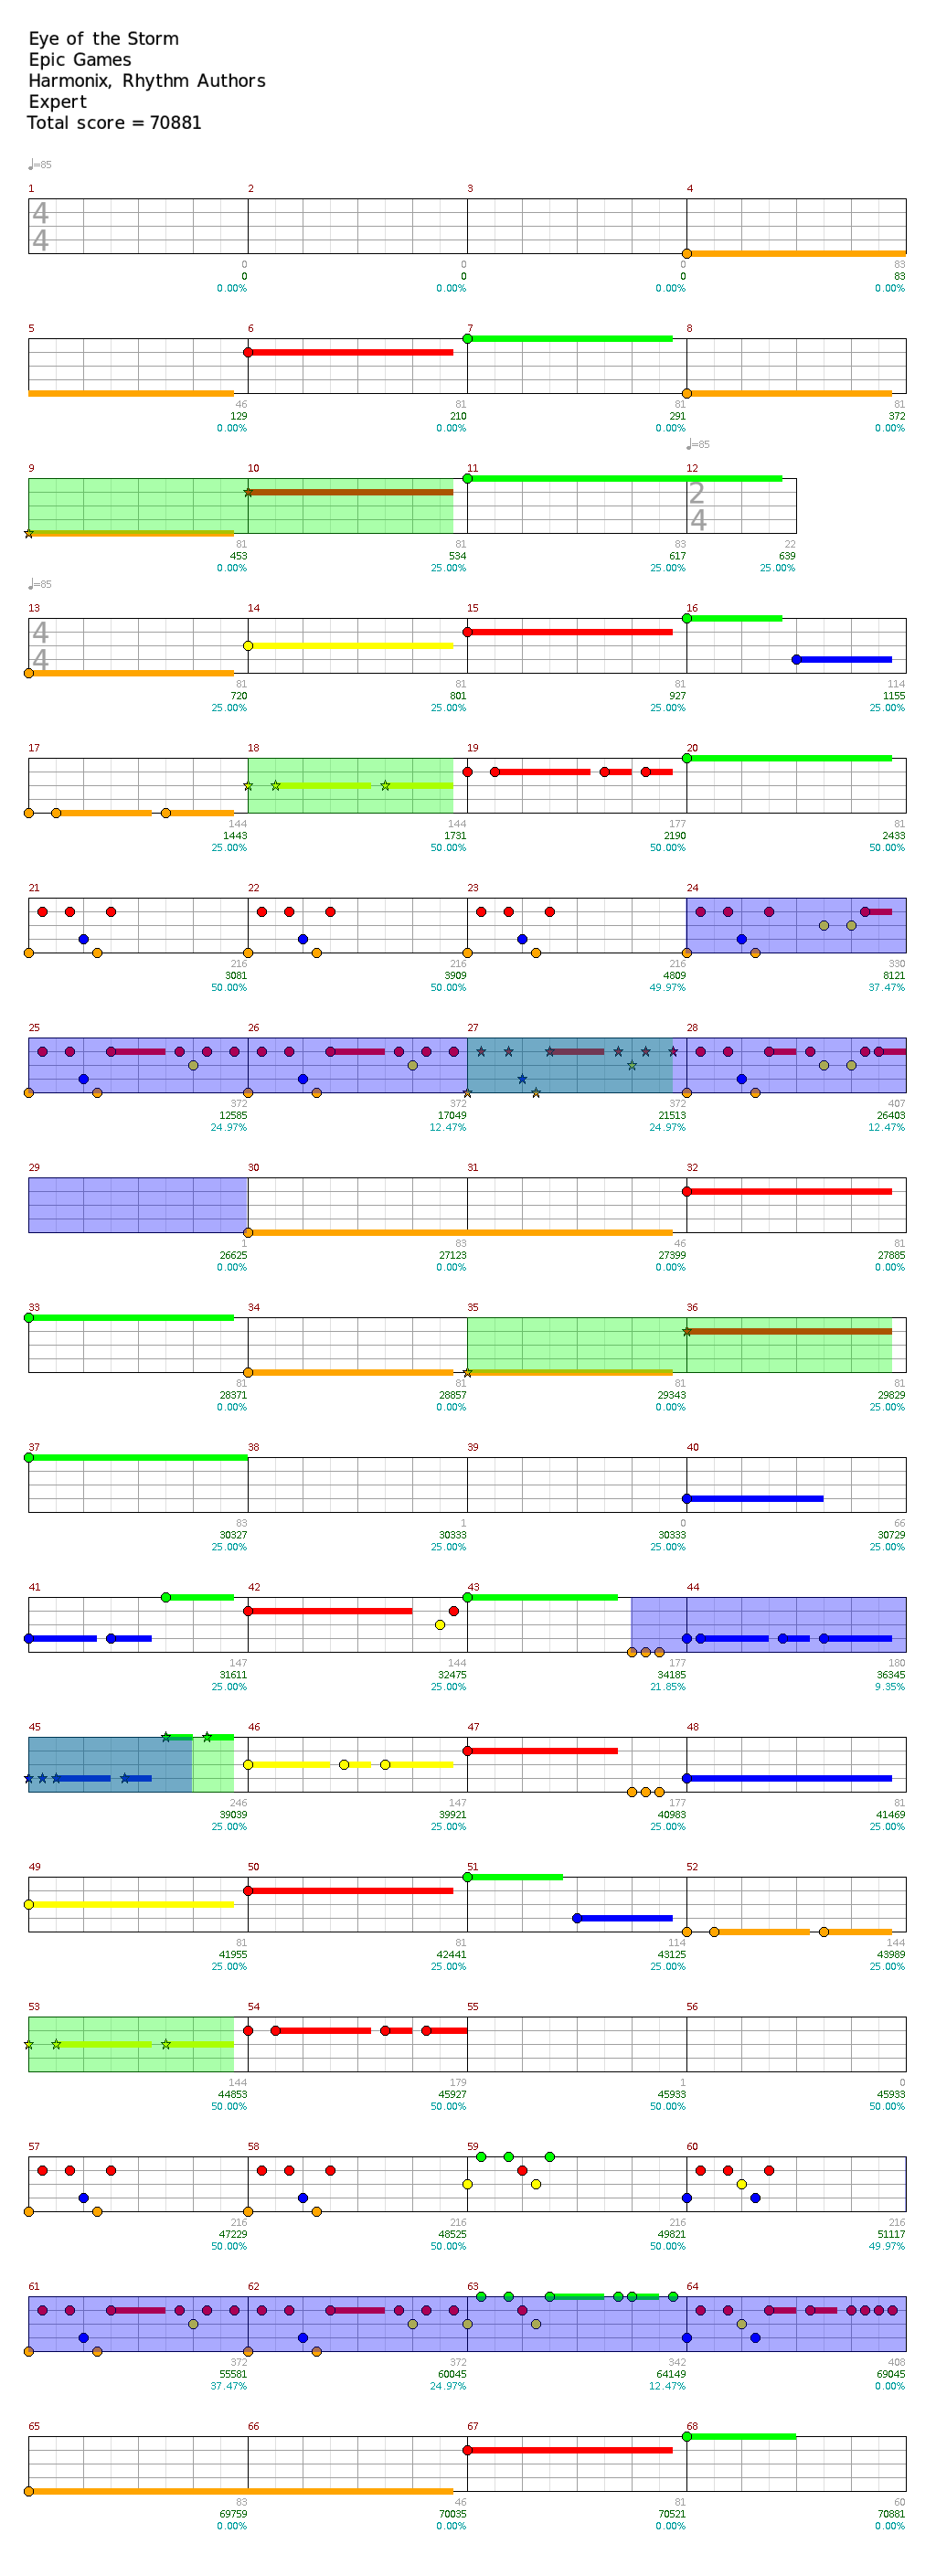 Eye of the Storm
Epic Games
Harmonix, Rhythm Authors
Expert
Total score = 70881
♩=85
1 2 3 4
4
4
0 0 0 83
0 0 0 83
0.00% 0.00% 0.00% 0.00%
5 6 7 8
46 81 81 81
129 210 291 372
0.00% 0.00% 0.00% 0.00%
♩=85
9 10 11 12
2
4
81 81 83 22
453 534 617 639
0.00% 25.00% 25.00% 25.00%
♩=85
13 14 15 16
4
4
81 81 81 114
720 801 927 1155
25.00% 25.00% 25.00% 25.00%
17 18 19 20
144 144 177 81
1443 1731 2190 2433
25.00% 50.00% 50.00% 50.00%
21 22 23 24
216 216 216 330
3081 3909 4809 8121
50.00% 50.00% 49.97% 37.47%
25 26 27 28
372 372 372 407
12585 17049 21513 26403
24.97% 12.47% 24.97% 12.47%
29 30 31 32
1 83 46 81
26625 27123 27399 27885
0.00% 0.00% 0.00% 0.00%
33 34 35 36
81 81 81 81
28371 28857 29343 29829
0.00% 0.00% 0.00% 25.00%
37 38 39 40
83 1 0 66
30327 30333 30333 30729
25.00% 25.00% 25.00% 25.00%
41 42 43 44
147 144 177 180
31611 32475 34185 36345
25.00% 25.00% 21.85% 9.35%
45 46 47 48
246 147 177 81
39039 39921 40983 41469
25.00% 25.00% 25.00% 25.00%
49 50 51 52
81 81 114 144
41955 42441 43125 43989
25.00% 25.00% 25.00% 25.00%
53 54 55 56
144 179 1 0
44853 45927 45933 45933
50.00% 50.00% 50.00% 50.00%
57 58 59 60
216 216 216 216
47229 48525 49821 51117
50.00% 50.00% 50.00% 49.97%
61 62 63 64
372 372 342 408
55581 60045 64149 69045
37.47% 24.97% 12.47% 0.00%
65 66 67 68
83 46 81 60
69759 70035 70521 70881
0.00% 0.00% 0.00% 0.00%